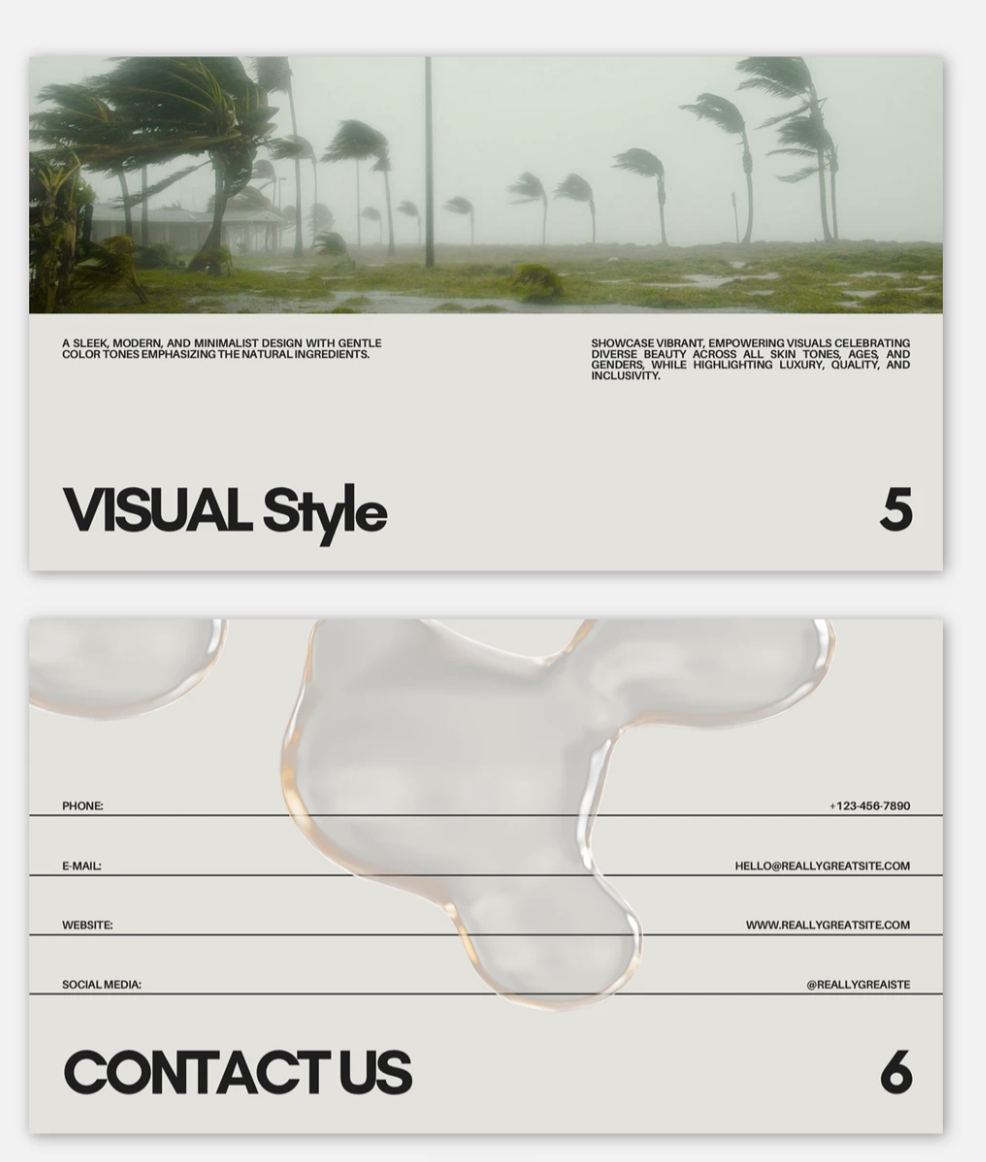 A SLEEK, MODERN, AND MINIMALIST DESIGN WITH GENTLE
COLOR TONES EMPHASIZING THE NATURAL INGREDIENTS.
SHOWCASE VIBRANT, EMPOWERING VISUALS CELEBRATING
DIVERSE BEAUTY ACROSS ALL SKIN TONES, AGES, AND
GENDERS, WHILE HIGHLIGHTING LUXURY, QUALITY, AND
INCLUSIVITY.
VISUAL Style
5
PHONE:
+123-456-7890
E-MAIL:
HELLO@REALLYGREATSITE.COM
WEBSITE:
WWW.REALLYGREATSITE.COM
SOCIAL MEDIA:
@REALLYGREAISTE
CONTACT US
6